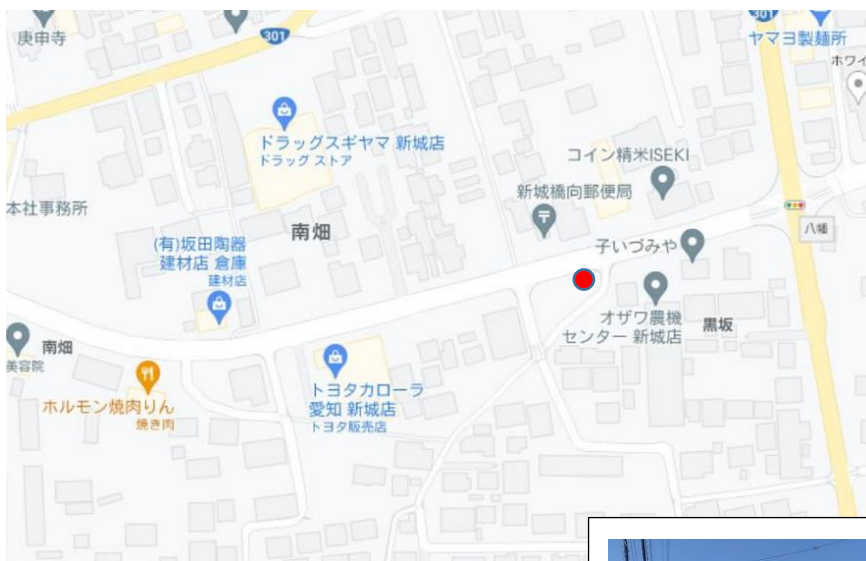 庚申寺
301
301
ヤマヨ製麺所
ホワイ
ドラッグスギヤマ 新城店
ドラッグ ストア
コイン精米ISEKI
新城橋向郵便局
本社事務所
南畑
八幡
(有)坂田陶器
建材店 倉庫
建材店
子いづみや
オザワ農機
センター 新城店
黒坂
南畑
美容院
トヨタカローラ
愛知 新城店
トヨタ販売店
ホルモン焼肉りん
焼き肉